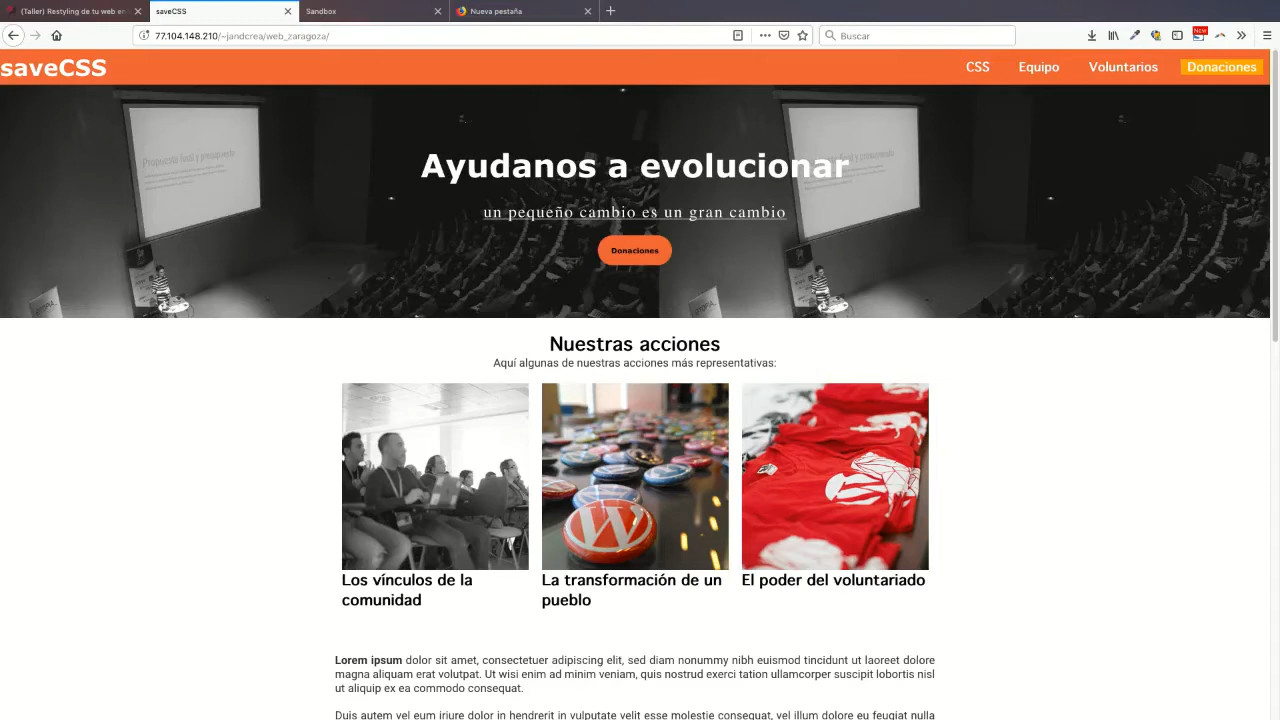 (Taller) Restyling de tu web en
saveCSS
Sandbox
Nueva pestaña
77.104.148.210/~jandcrea/web_zaragoza/
Buscar
New
saveCSS
CSS
Equipo
Voluntarios
Donaciones
Ayudanos a evolucionar
un pequeño cambio es un gran cambio
Donaciones
Nuestras acciones
Aquí algunas de nuestras acciones más representativas:
Los vínculos de la
comunidad
La transformación de un
pueblo
El poder del voluntariado
Lorem ipsum dolor sit amet, consectetuer adipiscing elit, sed diam nonummy nibh euismod tincidunt ut laoreet dolore
magna aliquam erat volutpat. Ut wisi enim ad minim veniam, quis nostrud exerci tation ullamcorper suscipit lobortis nisl
ut aliquip ex ea commodo consequat.
Duis autem vel eum iriure dolor in hendrerit in vulputate velit esse molestie consequat, vel illum dolore eu feugiat nulla